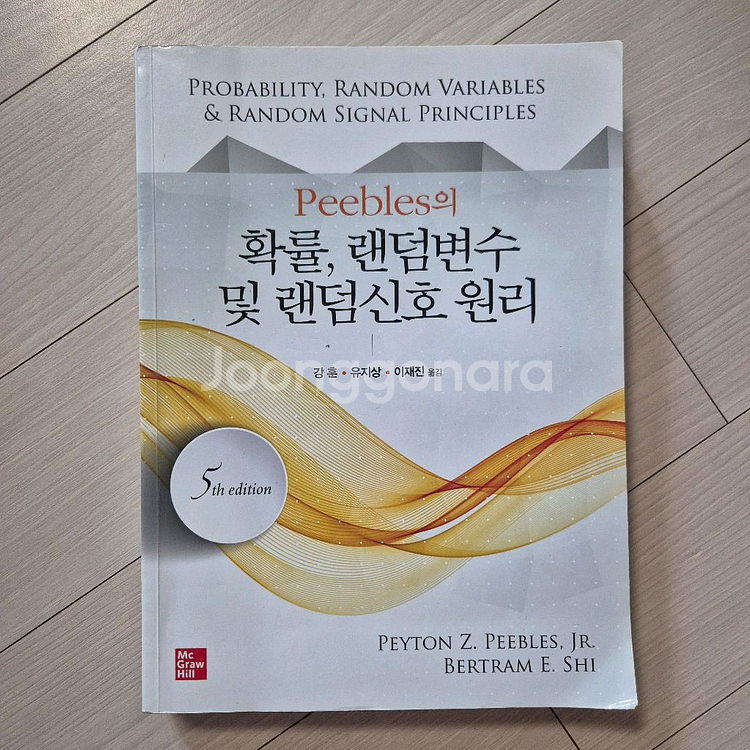 PROBABILITY, RANDOM VARIABLES
& RANDOM SIGNAL PRINCIPLES
Peebles의
확률, 랜덤변수
및 랜덤신호 원리
강 훈 • 유지상 • 이재진 옮김
Joonggonara
5th edition
PEYTON Z. PEEBLES, JR.
BERTRAM E. SHI
Mc
Graw
Hill